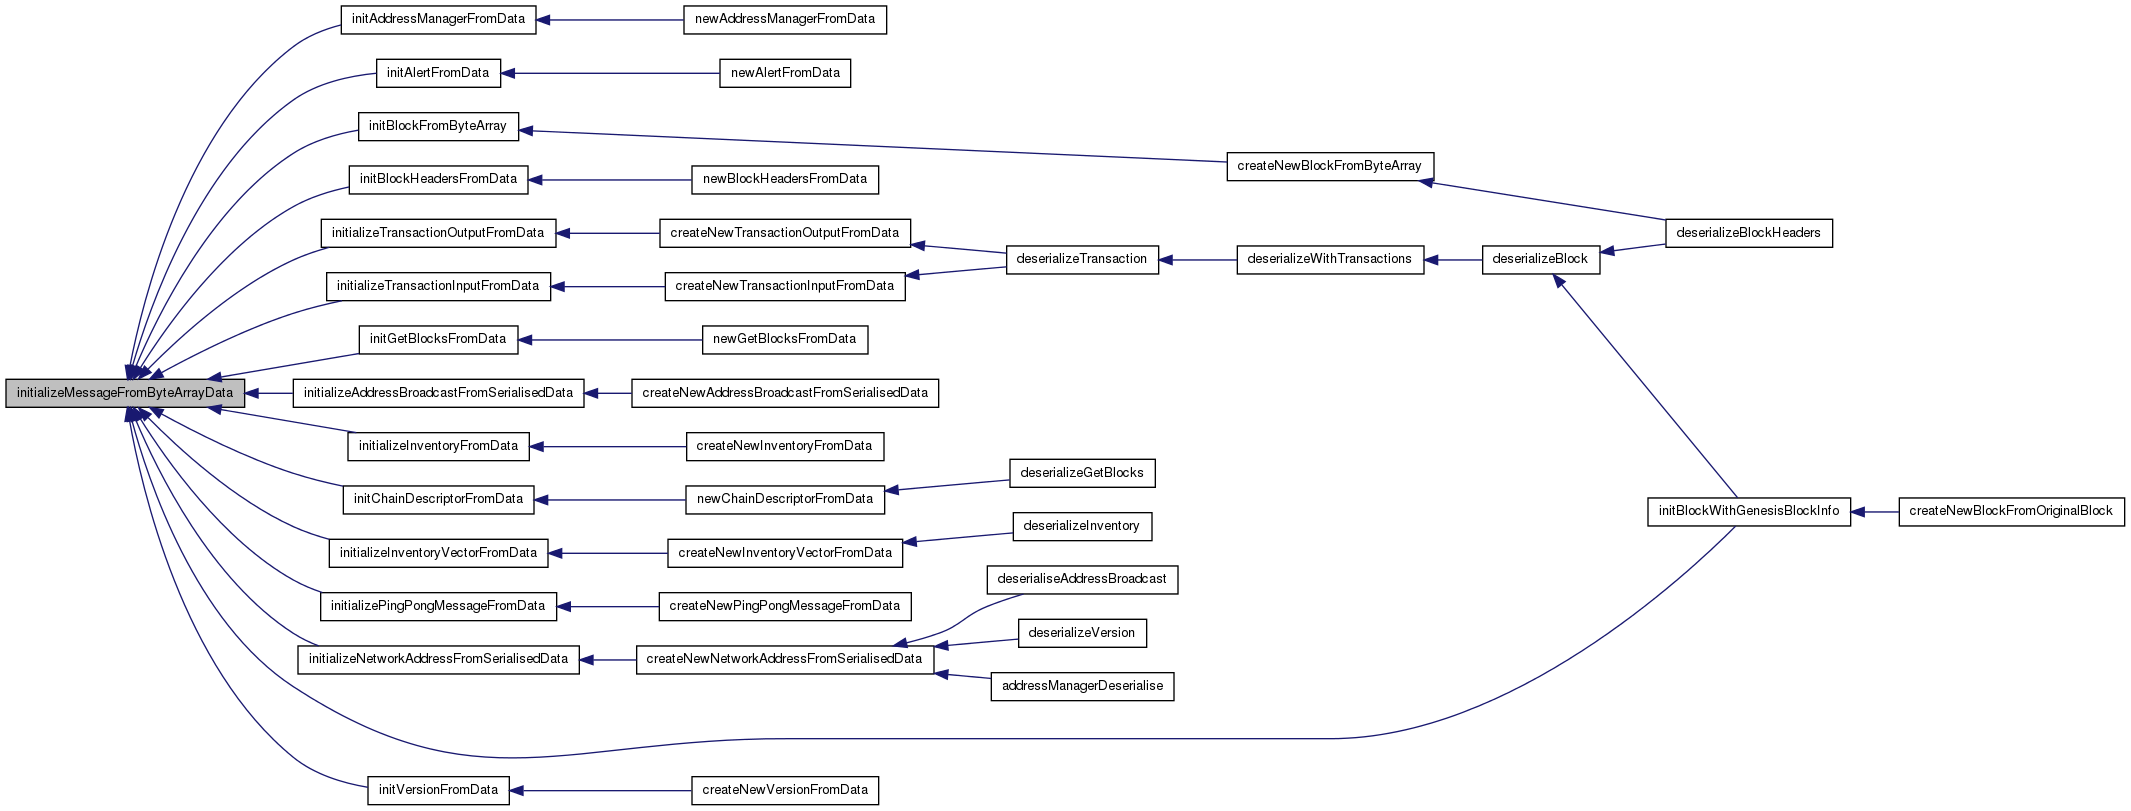 initAddressManagerFromData
newAddressManagerFromData
initAlertFromData
newAlertFromData
initBlockFromByteArray
createNewBlockFromByteArray
initBlockHeadersFromData
newBlockHeadersFromData
initializeTransactionOutputFromData
createNewTransactionOutputFromData
deserializeBlockHeaders
deserializeTransaction
deserializeWithTransactions
deserializeBlock
initializeTransactionInputFromData
createNewTransactionInputFromData
initGetBlocksFromData
newGetBlocksFromData
initializeMessageFromByteArrayData
initializeAddressBroadcastFromSerialisedData
createNewAddressBroadcastFromSerialisedData
initializeInventoryFromData
createNewInventoryFromData
deserializeGetBlocks
initChainDescriptorFromData
newChainDescriptorFromData
initBlockWithGenesisBlockInfo
createNewBlockFromOriginalBlock
deserializeInventory
initializeInventoryVectorFromData
createNewInventoryVectorFromData
deserialiseAddressBroadcast
initializePingPongMessageFromData
createNewPingPongMessageFromData
deserializeVersion
initializeNetworkAddressFromSerialisedData
createNewNetworkAddressFromSerialisedData
addressManagerDeserialise
initVersionFromData
createNewVersionFromData